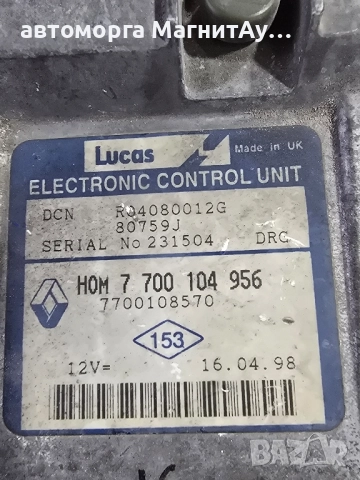 автоморга МагнитАу...
Lucas
Made in UK
ELECTRONIC CONTROL UNIT
DCN R04080012G
80759J
SERIAL No 231504 DRC
HOM 7 700 104 956
7700108570
153
12V= 16.04.98
BAZAR